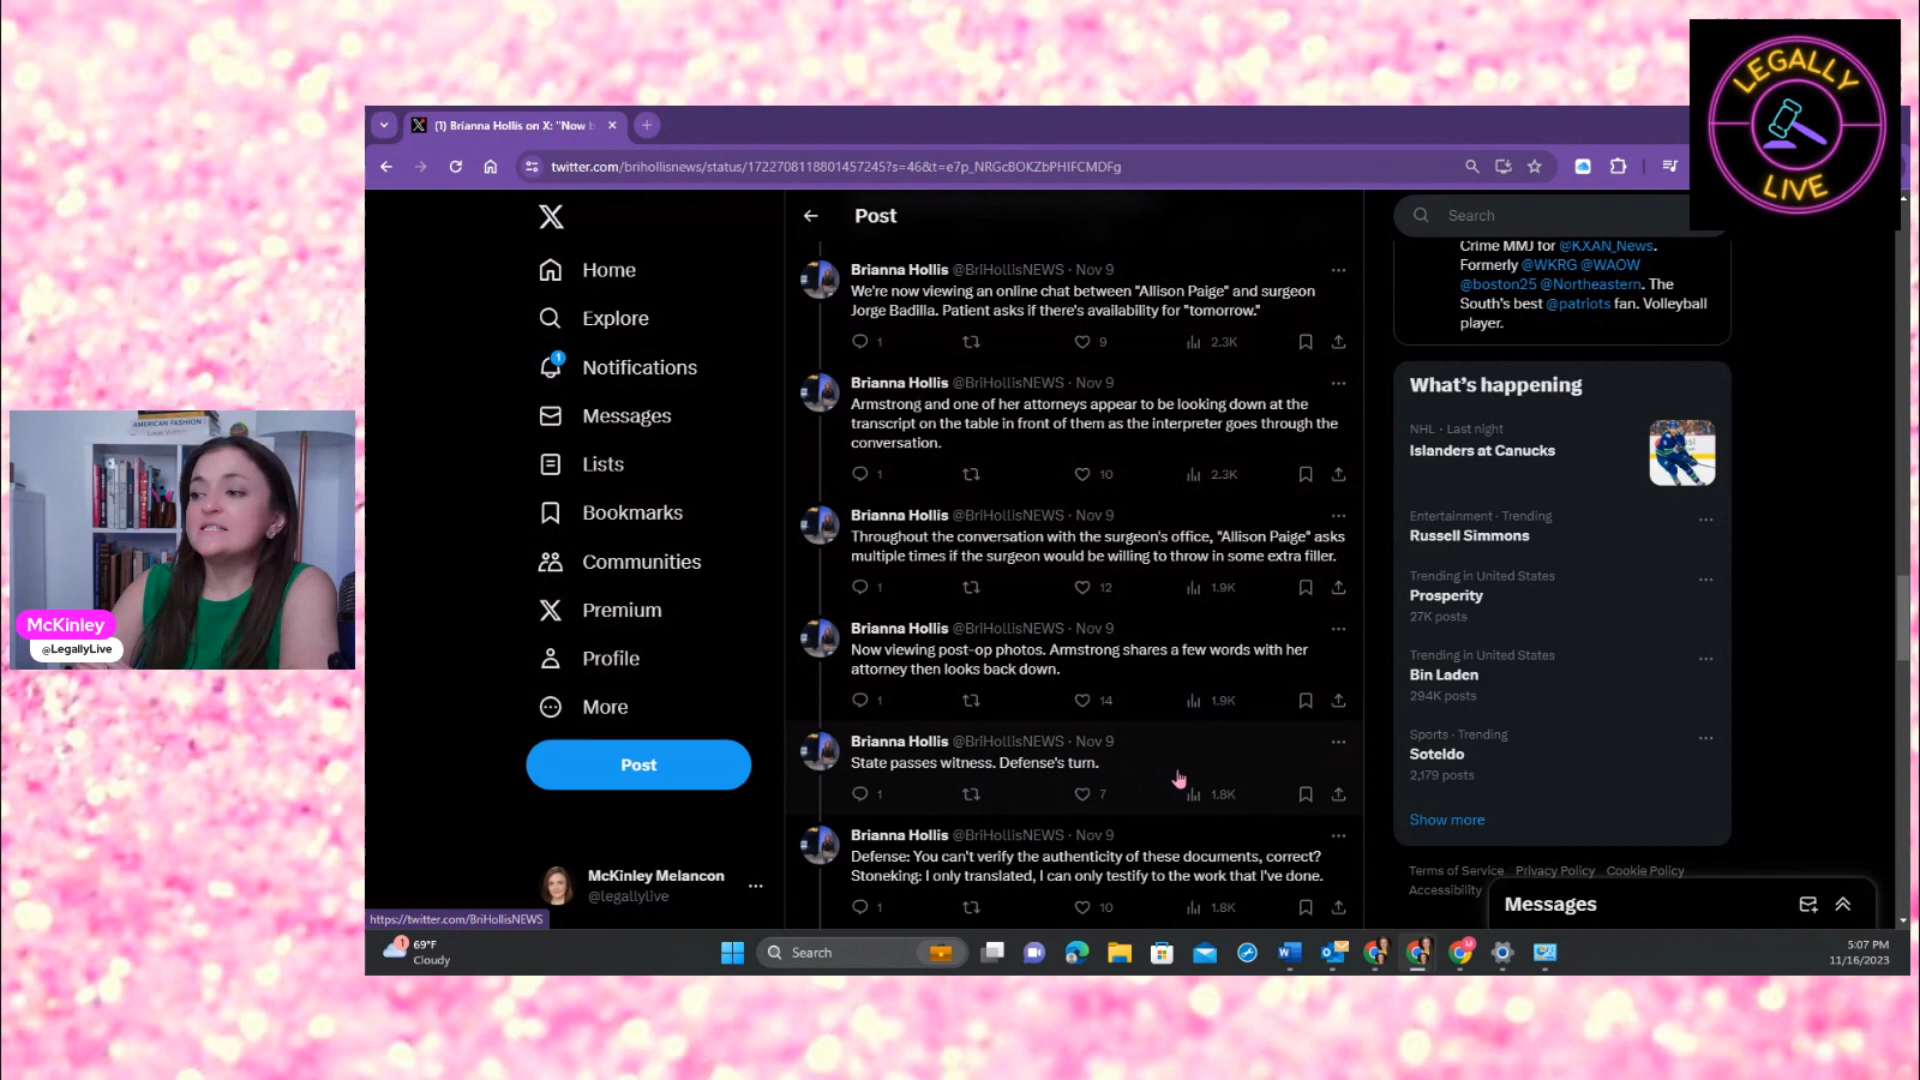 LEGALLY
LIVE
(1) Brianna Hollis on X: "Now b
twitter.com/brihollisnews/status/1722708118801457245?s=46&t=e7p_NRGcBOKZbPHIFCMDFg
Home
Explore
1
Notifications
Messages
Lists
Bookmarks
Communities
Premium
Profile
More
Post
McKinley Melancon
@legallylive
https://twitter.com/BriHollisNEWS
Post
Brianna Hollis @BriHollisNEWS · Nov 9
We're now viewing an online chat between "Allison Paige" and surgeon
Jorge Badilla. Patient asks if there's availability for "tomorrow."
1 9 2.3K
Brianna Hollis @BriHollisNEWS · Nov 9
Armstrong and one of her attorneys appear to be looking down at the
transcript on the table in front of them as the interpreter goes through the
conversation.
1 10 2.3K
Brianna Hollis @BriHollisNEWS · Nov 9
Throughout the conversation with the surgeon's office, "Allison Paige" asks
multiple times if the surgeon would be willing to throw in some extra filler.
1 12 1.9K
Brianna Hollis @BriHollisNEWS · Nov 9
Now viewing post-op photos. Armstrong shares a few words with her
attorney then looks back down.
1 14 1.9K
Brianna Hollis @BriHollisNEWS · Nov 9
State passes witness. Defense's turn.
1 7 1.8K
Brianna Hollis @BriHollisNEWS · Nov 9
Defense: You can't verify the authenticity of these documents, correct?
Stoneking: I only translated, I can only testify to the work that I've done.
1 10 1.8K
Search
Crime MMJ for @KXAN_News.
Formerly @WKRG @WAOW
@boston25 @Northeastern. The
South's best @patriots fan. Volleyball
player.
What's happening
NHL · Last night
Islanders at Canucks
Entertainment · Trending
Russell Simmons
Trending in United States
Prosperity
27K posts
Trending in United States
Bin Laden
294K posts
Sports · Trending
Soteldo
2,179 posts
Show more
Terms of Service Privacy Policy Cookie Policy
Accessibility
Messages
AMERICAN FASHION
Louis Vuitton
McKinley
@LegallyLive
1
69°F
Cloudy
Search
5:07 PM
11/16/2023